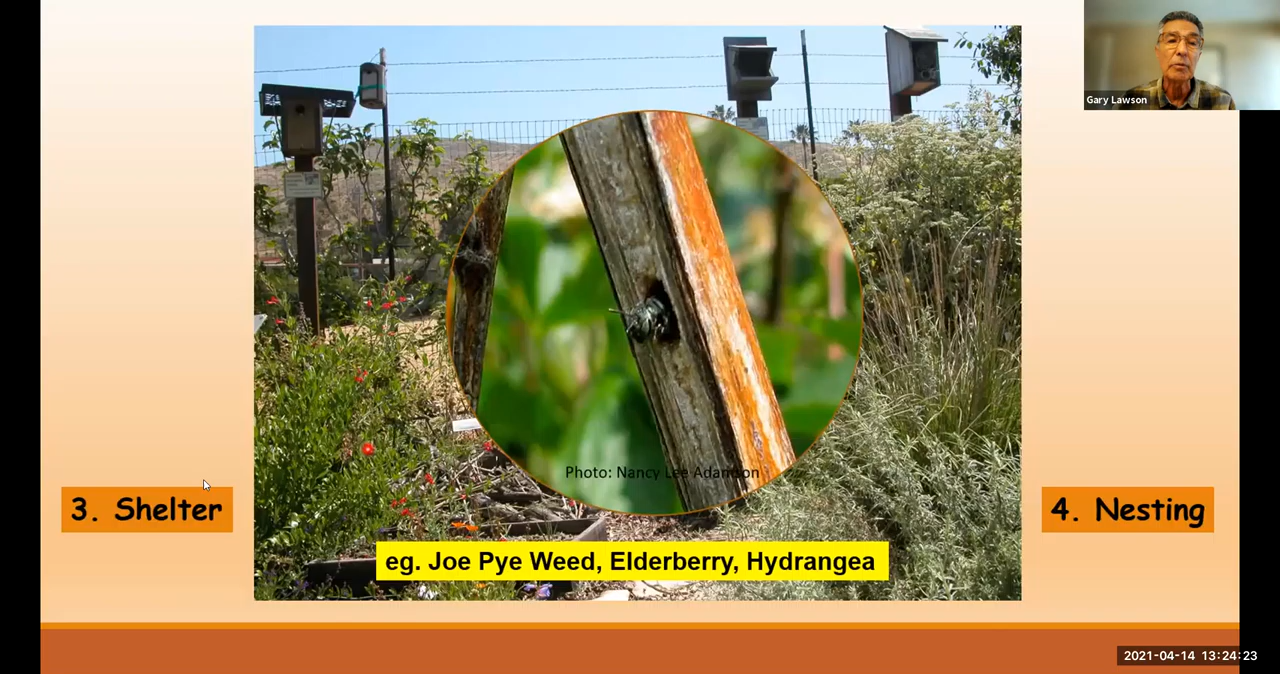 Gary Lawson
Photo: Nancy Lee Adamson
3. Shelter
4. Nesting
eg. Joe Pye Weed, Elderberry, Hydrangea
2021-04-14 13:24:23